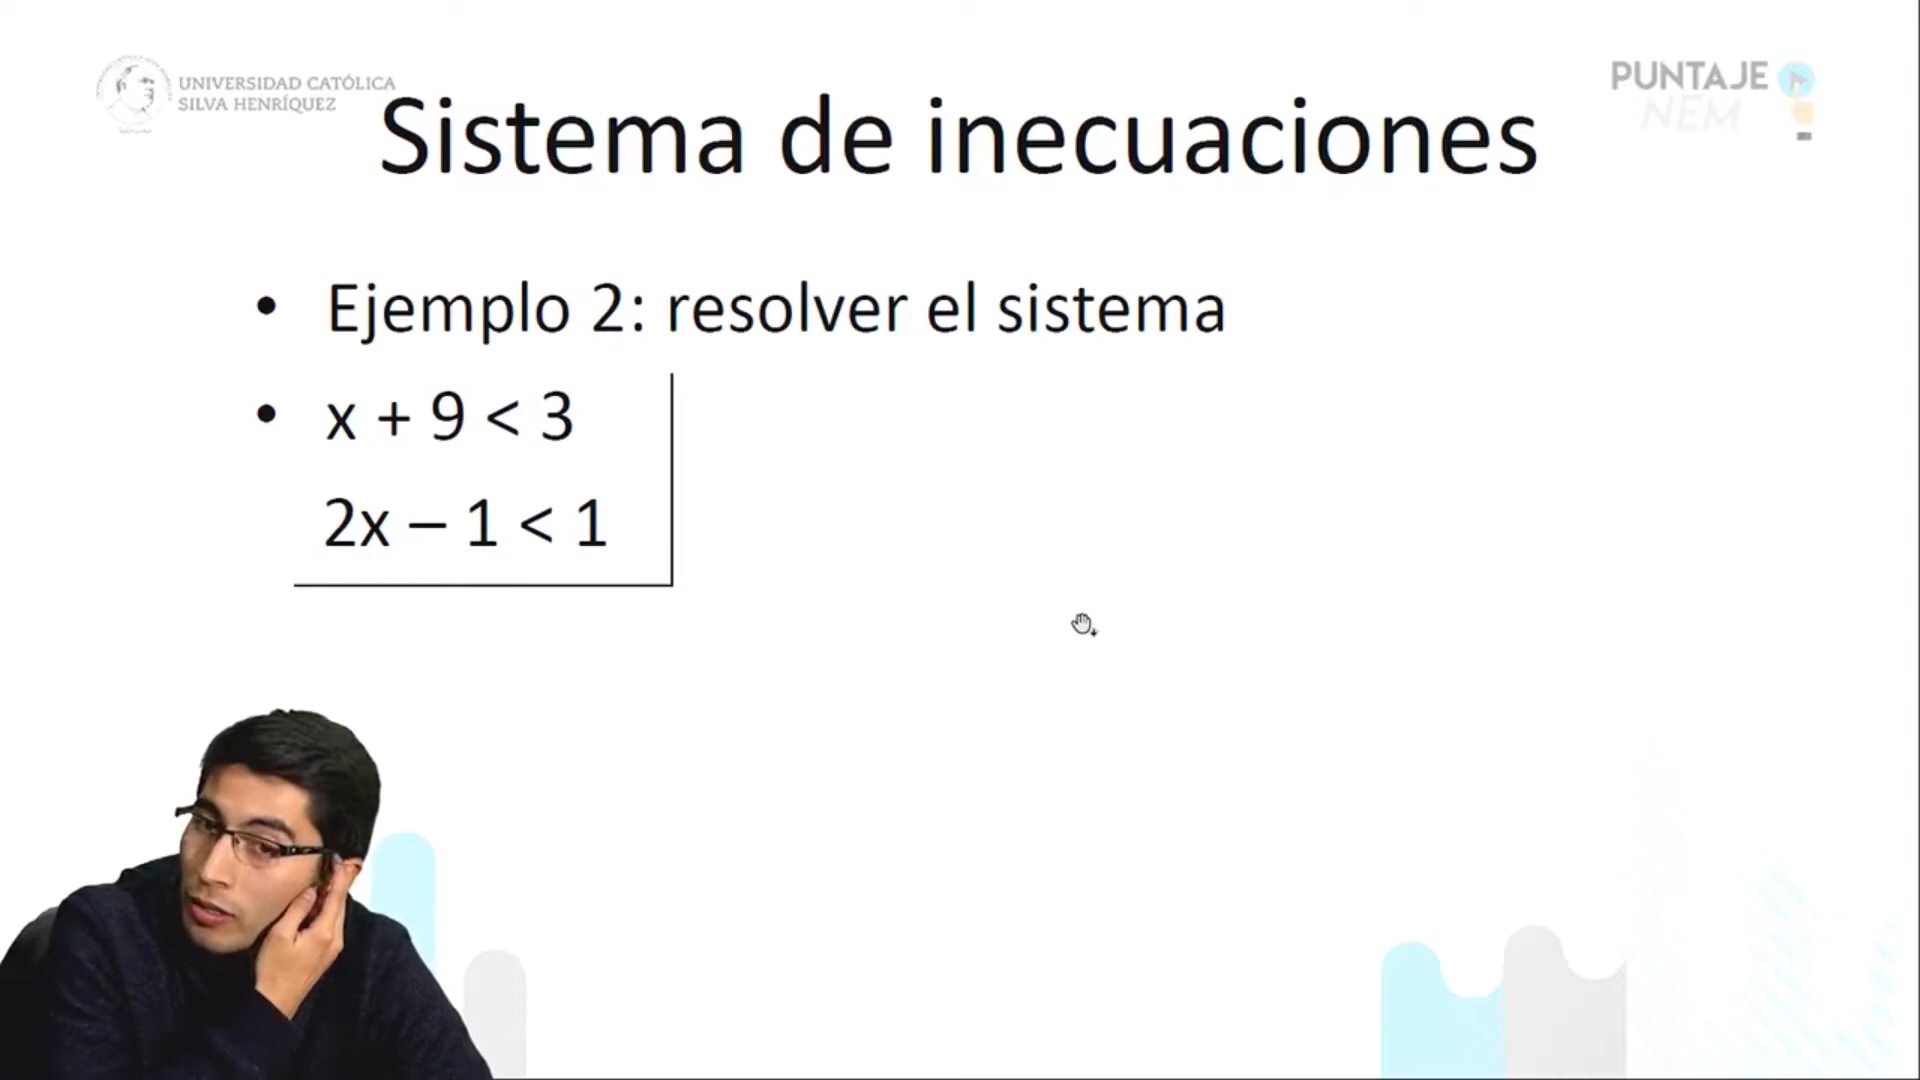 UNIVERSIDAD CATÓLICA
SILVA HENRÍQUEZ
PUNTAJE
NEM
Sistema de inecuaciones
• Ejemplo 2: resolver el sistema
• x + 9 < 3
2x – 1 < 1